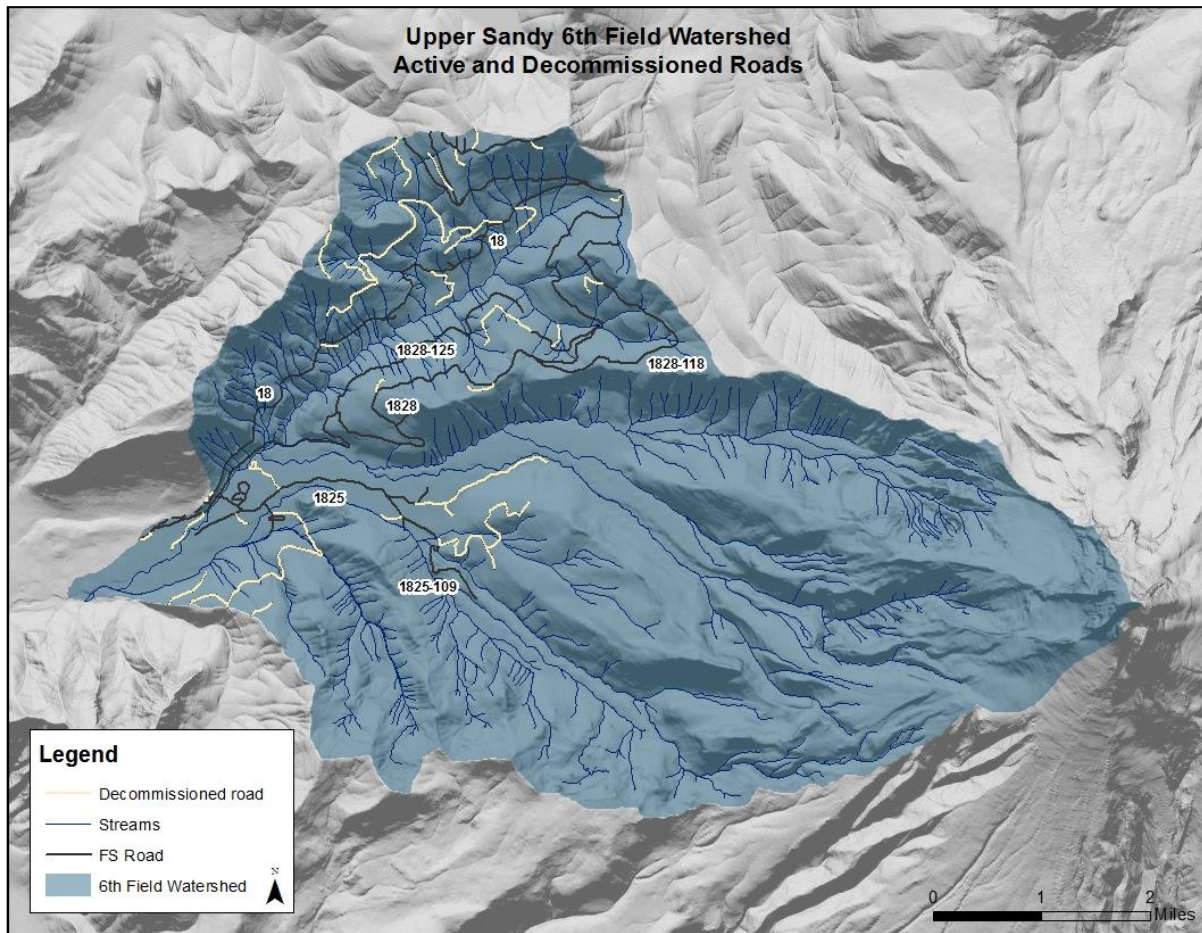 Upper Sandy 6th Field Watershed
Active and Decommissioned Roads
18
1828-125
1828-118
18
1828
1825
1825-109
Legend
Decommissioned road
Streams
FS Road
6th Field Watershed
N
0 1 2
Miles